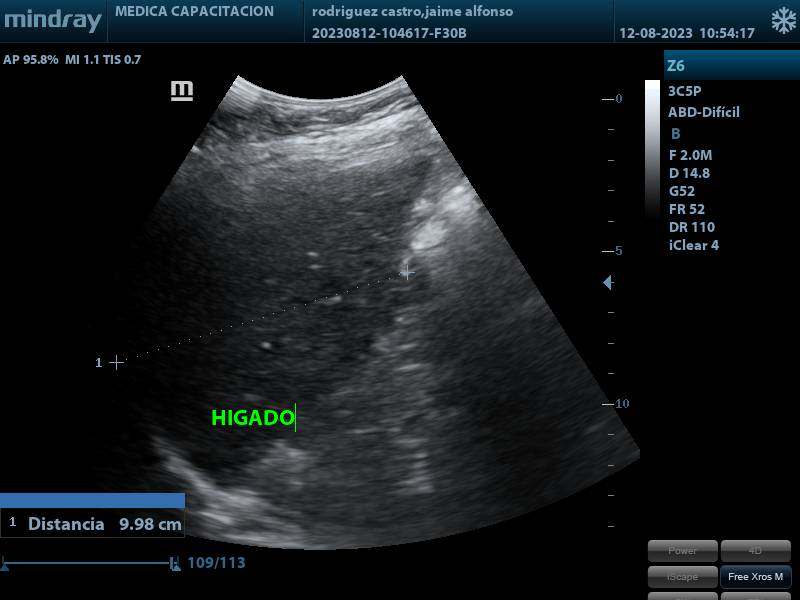 mindray
MEDICA CAPACITACION
rodriguez castro,jaime alfonso
20230812-104617-F30B
12-08-2023 10:54:17
AP 95.8% MI 1.1 TIS 0.7
m
Z6
3C5P
ABD-Difícil
B
F 2.0M
D 14.8
G52
FR 52
DR 110
iClear 4
0
5
10
1
HIGADO
1 Distancia 9.98 cm
109/113
Power
4D
iScape
Free Xros M